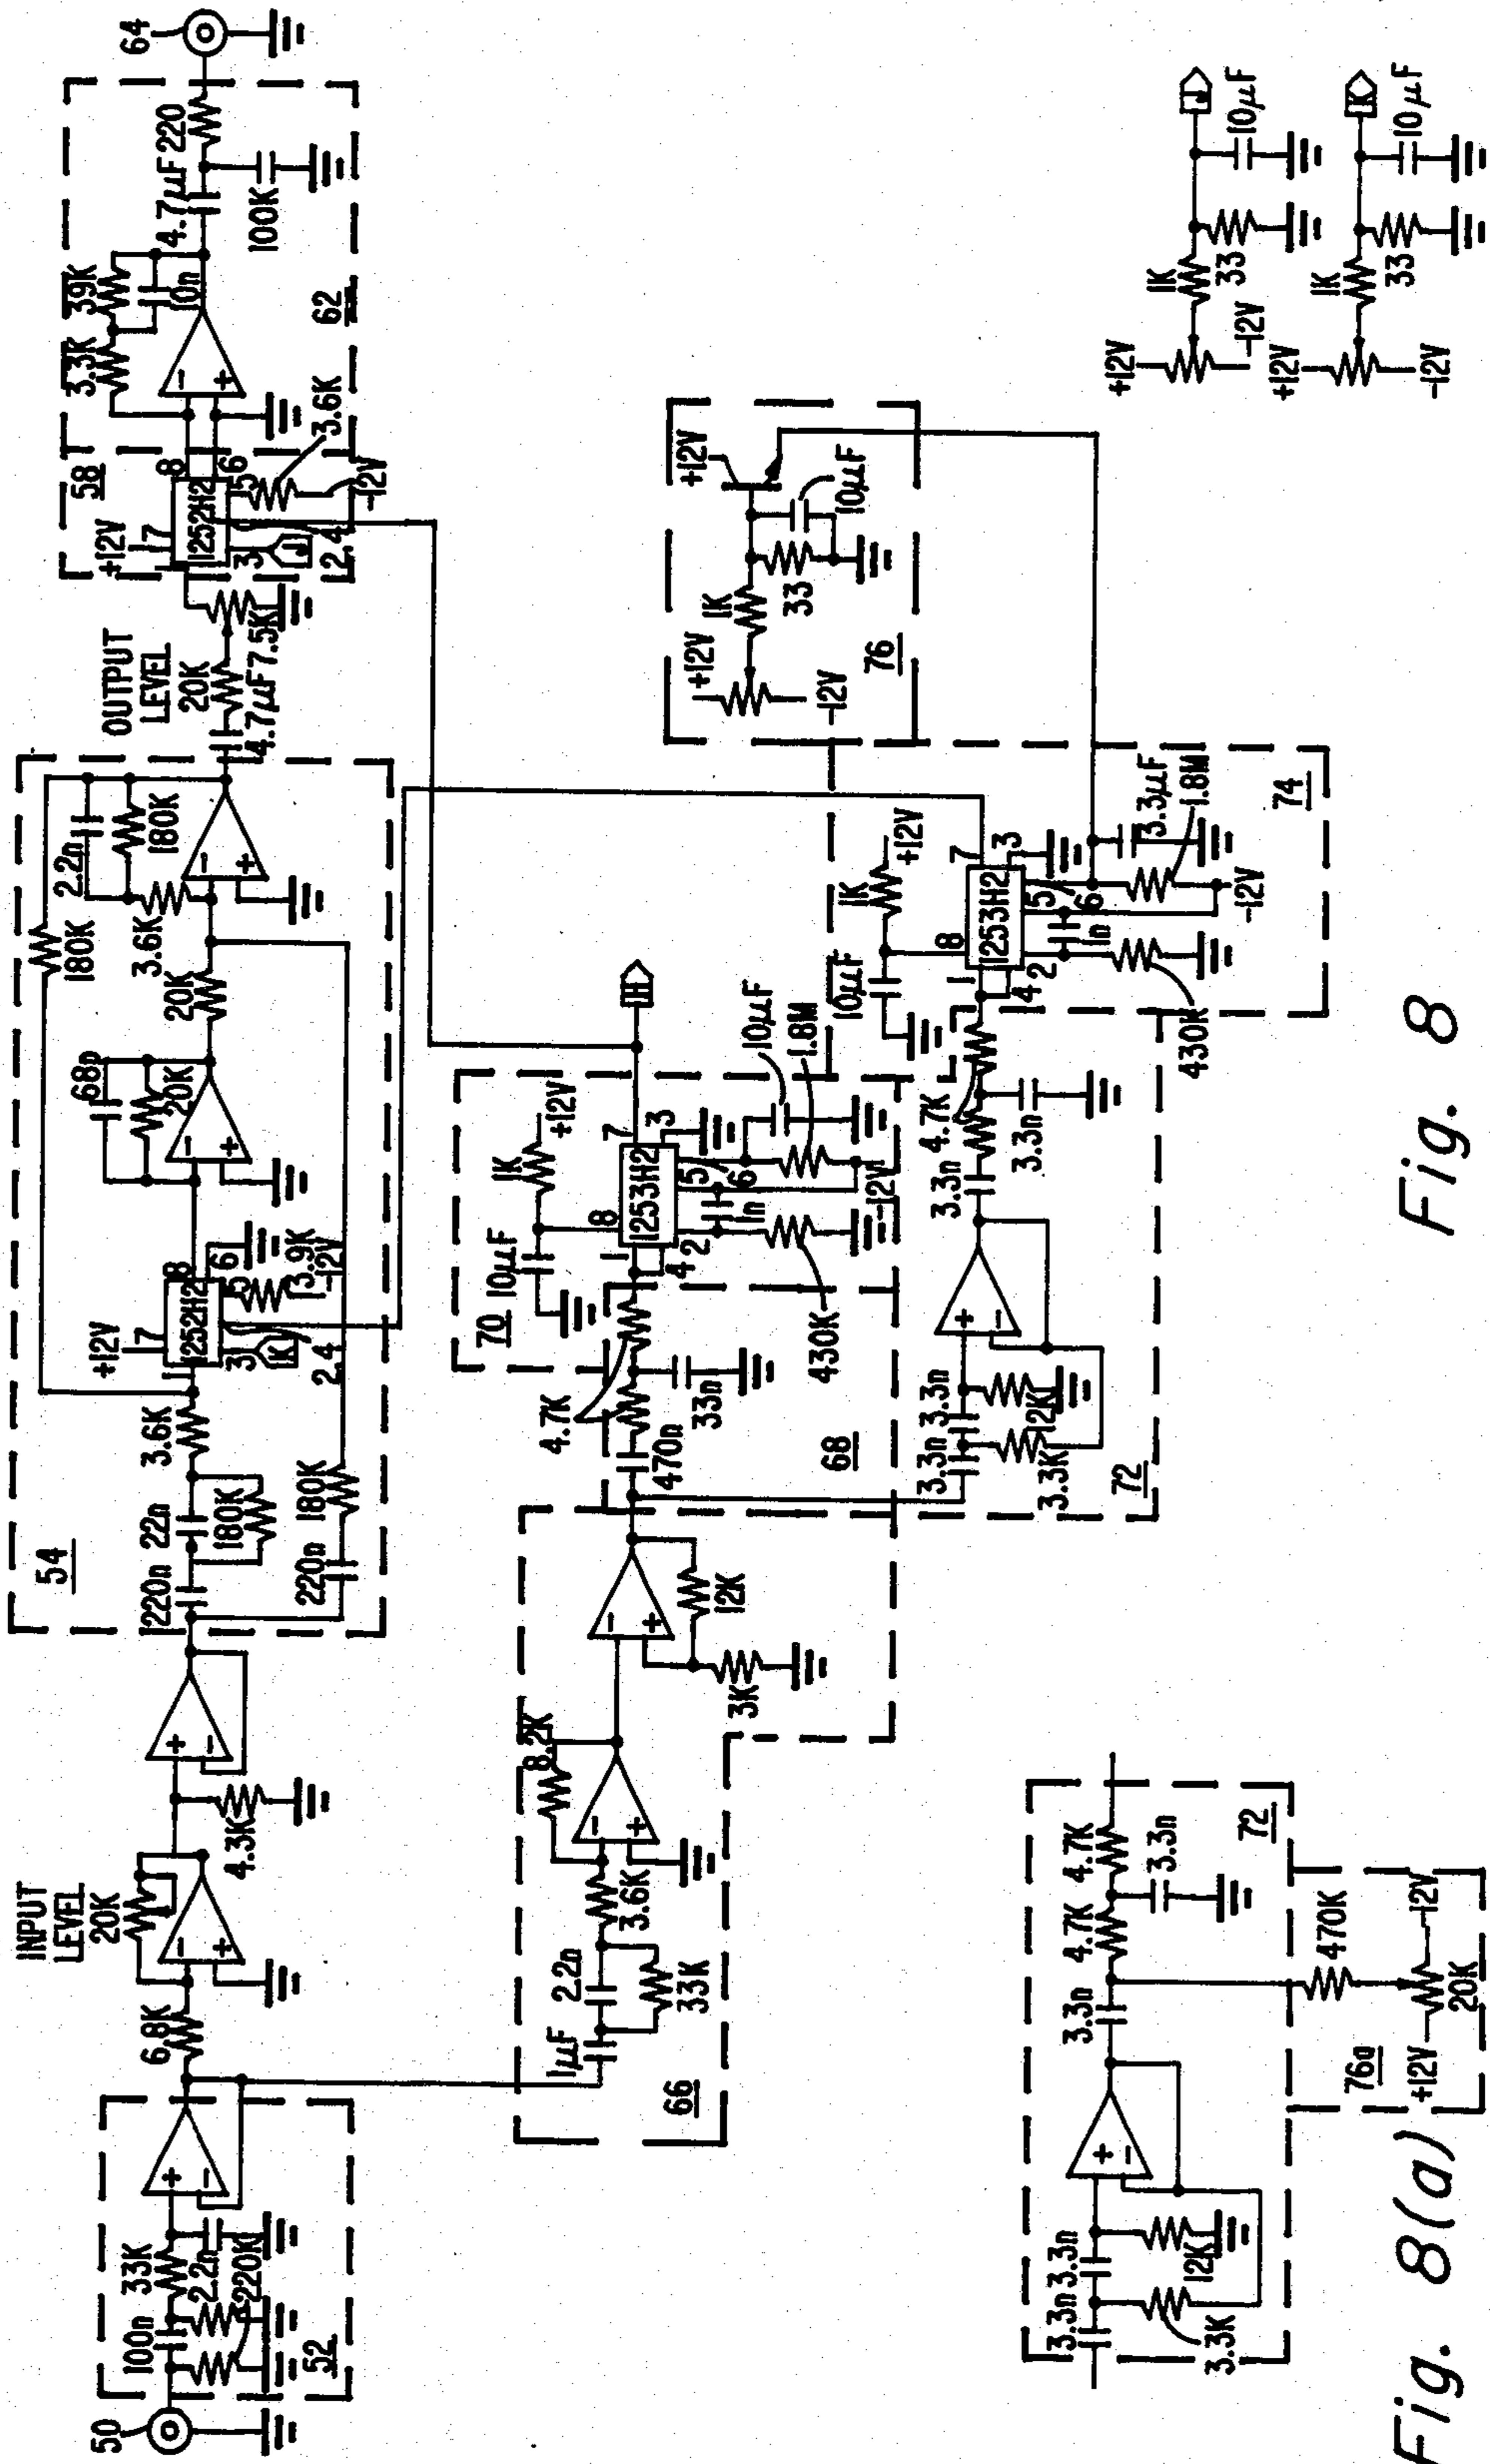 50
100n
33K
2.2n
220K
52
6.8K
INPUT
LEVEL
20K
−
+
4.3K
+
−
54
220n
22n
180K
3.6K
220n
180K
+12V
7
1
1252H2
8
6
5
3.9K
−12V
3
K
2.4
68p
20K
−
+
20K
3.6K
180K
2.2n
180K
−
+
OUTPUT
LEVEL
20K
4.7μF
7.5K
58
+12V
7
1
1252H2
8
6
5
3.6K
−12V
3
J
2.4
3.3K
39K
10n
−
+
62
4.7μF
220
100K
64
66
1μF
2.2n
33K
3.6K
8.2K
−
+
−
+
3K
12K
68
470n
4.7K
33n
70
10μF
1K
+12V
8
1
1253H2
7
3
4
2
5
6
1n
430K
10μF
1.8M
−12V
H
72
3.3n
3.3n
3.3K
12K
+
−
3.3n
4.7K
3.3n
74
10μF
1K
+12V
8
1
1253H2
7
3
4
2
5
6
1n
430K
3.3μF
1.8M
−12V
76
+12V
−12V
1K
33
10μF
+12V
+12V
−12V
1K
33
10μF
J
+12V
−12V
1K
33
10μF
K
Fig. 8
3.3n
3.3n
3.3K
12K
+
−
3.3n
4.7K
4.7K
3.3n
72
470K
76a
+12V
20K
−12V
Fig. 8(a)